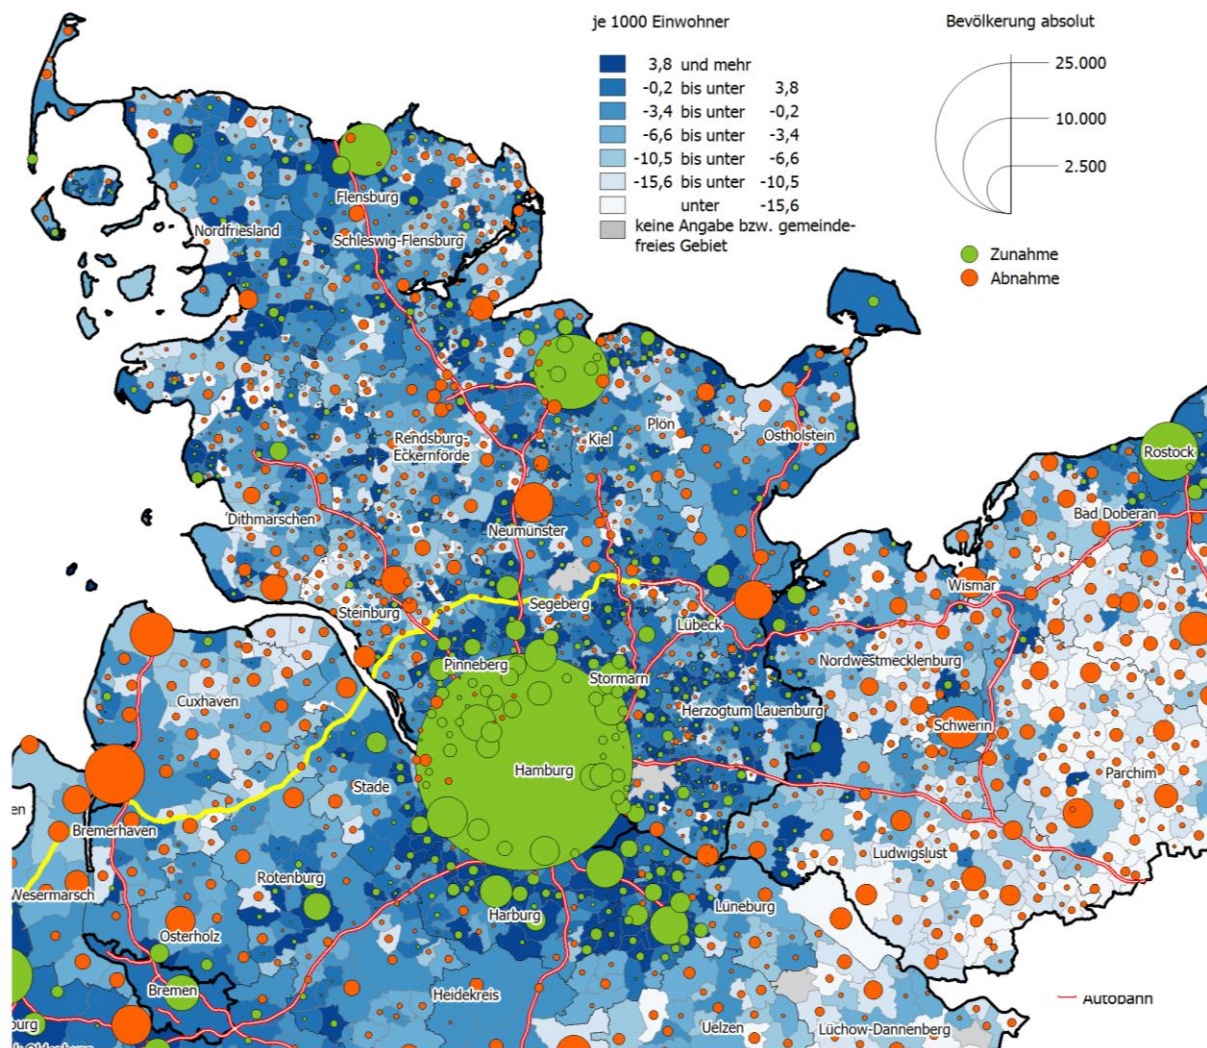 je 1000 Einwohner
3,8 und mehr
-0,2 bis unter 3,8
-3,4 bis unter -0,2
-6,6 bis unter -3,4
-10,5 bis unter -6,6
-15,6 bis unter -10,5
unter -15,6
keine Angabe bzw. gemeinde-
freies Gebiet
Bevölkerung absolut
25.000
10.000
2.500
Zunahme
Abnahme
Flensburg
Nordfriesland
Schleswig-Flensburg
Rendsburg-
Eckernförde
Kiel
Plön
Ostholstein
Rostock
Bad Doberan
Dithmarschen
Neumünster
Wismar
Steinburg
Segeberg
Lübeck
Pinneberg
Stormarn
Nordwestmecklenburg
Cuxhaven
Herzogtum Lauenburg
Schwerin
Hamburg
Parchim
Stade
en
Bremerhaven
Ludwigslust
Wesermarsch
Rotenburg
Harburg
Lüneburg
Osterholz
Bremen
Heidekreis
Autobahn
burg
Uelzen
Lüchow-Dannenberg